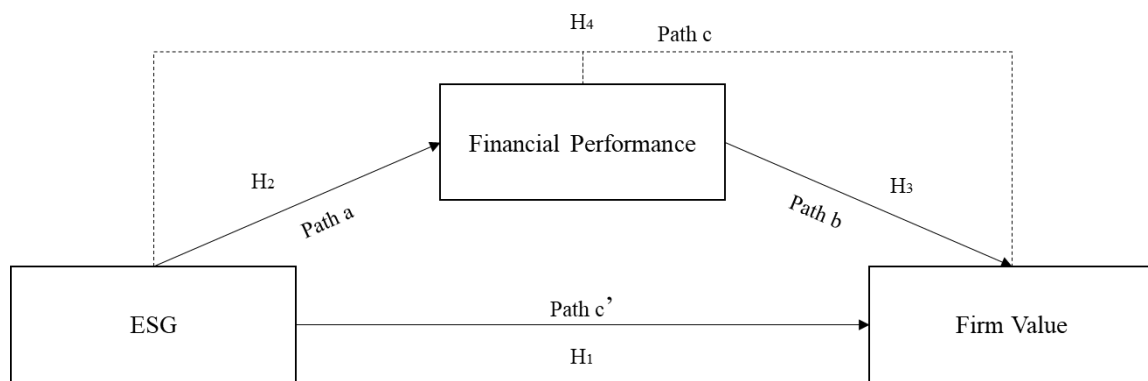 H4
Path c
Financial Performance
H2
Path a
H3
Path b
ESG
Path c’
H1
Firm Value